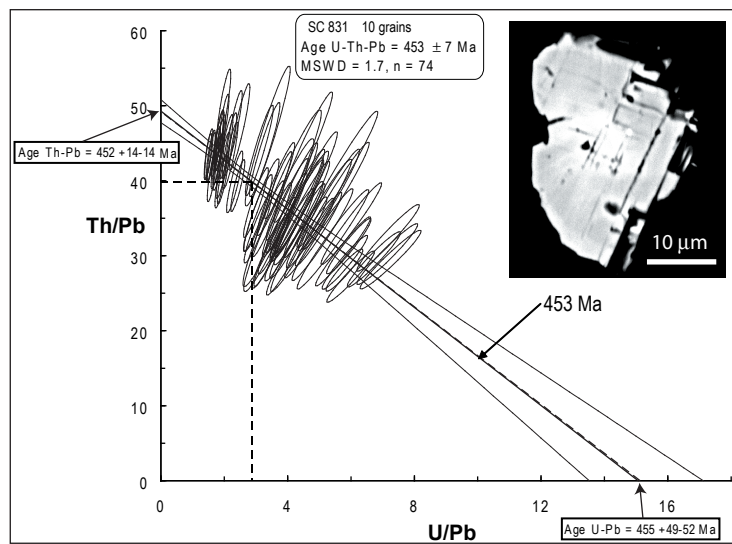 SC 831 10 grains
Age U-Th-Pb = 453 ± 7 Ma
MSWD = 1.7, n = 74
60
50
40
30
20
10
0
Th/Pb
Age Th-Pb = 452 +14-14 Ma
10 µm
453 Ma
0
4
8
12
16
U/Pb
Age U-Pb = 455 +49-52 Ma